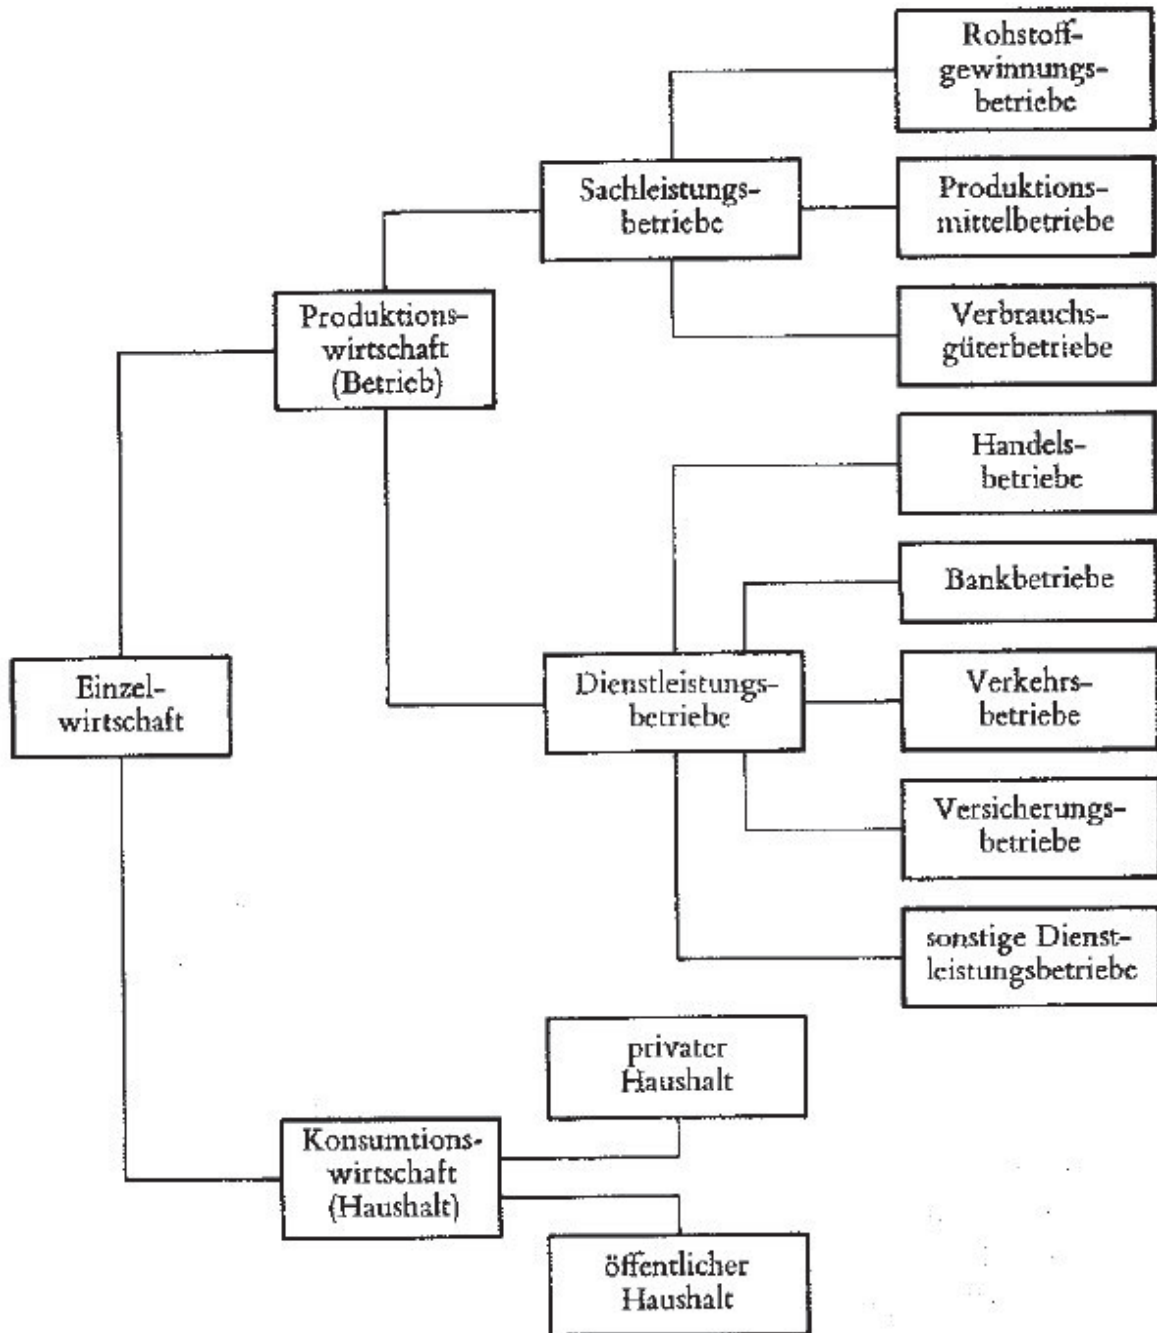 Rohstoff-
gewinnungs-
betriebe
Sachleistungs-
betriebe
Produktions-
mittelbetriebe
Produktions-
wirtschaft
(Betrieb)
Verbrauchs-
güterbetriebe
Handels-
betriebe
Bankbetriebe
Einzel-
wirtschaft
Dienstleistungs-
betriebe
Verkehrs-
betriebe
Versicherungs-
betriebe
sonstige Dienst-
leistungsbetriebe
privater
Haushalt
Konsumtions-
wirtschaft
(Haushalt)
öffentlicher
Haushalt